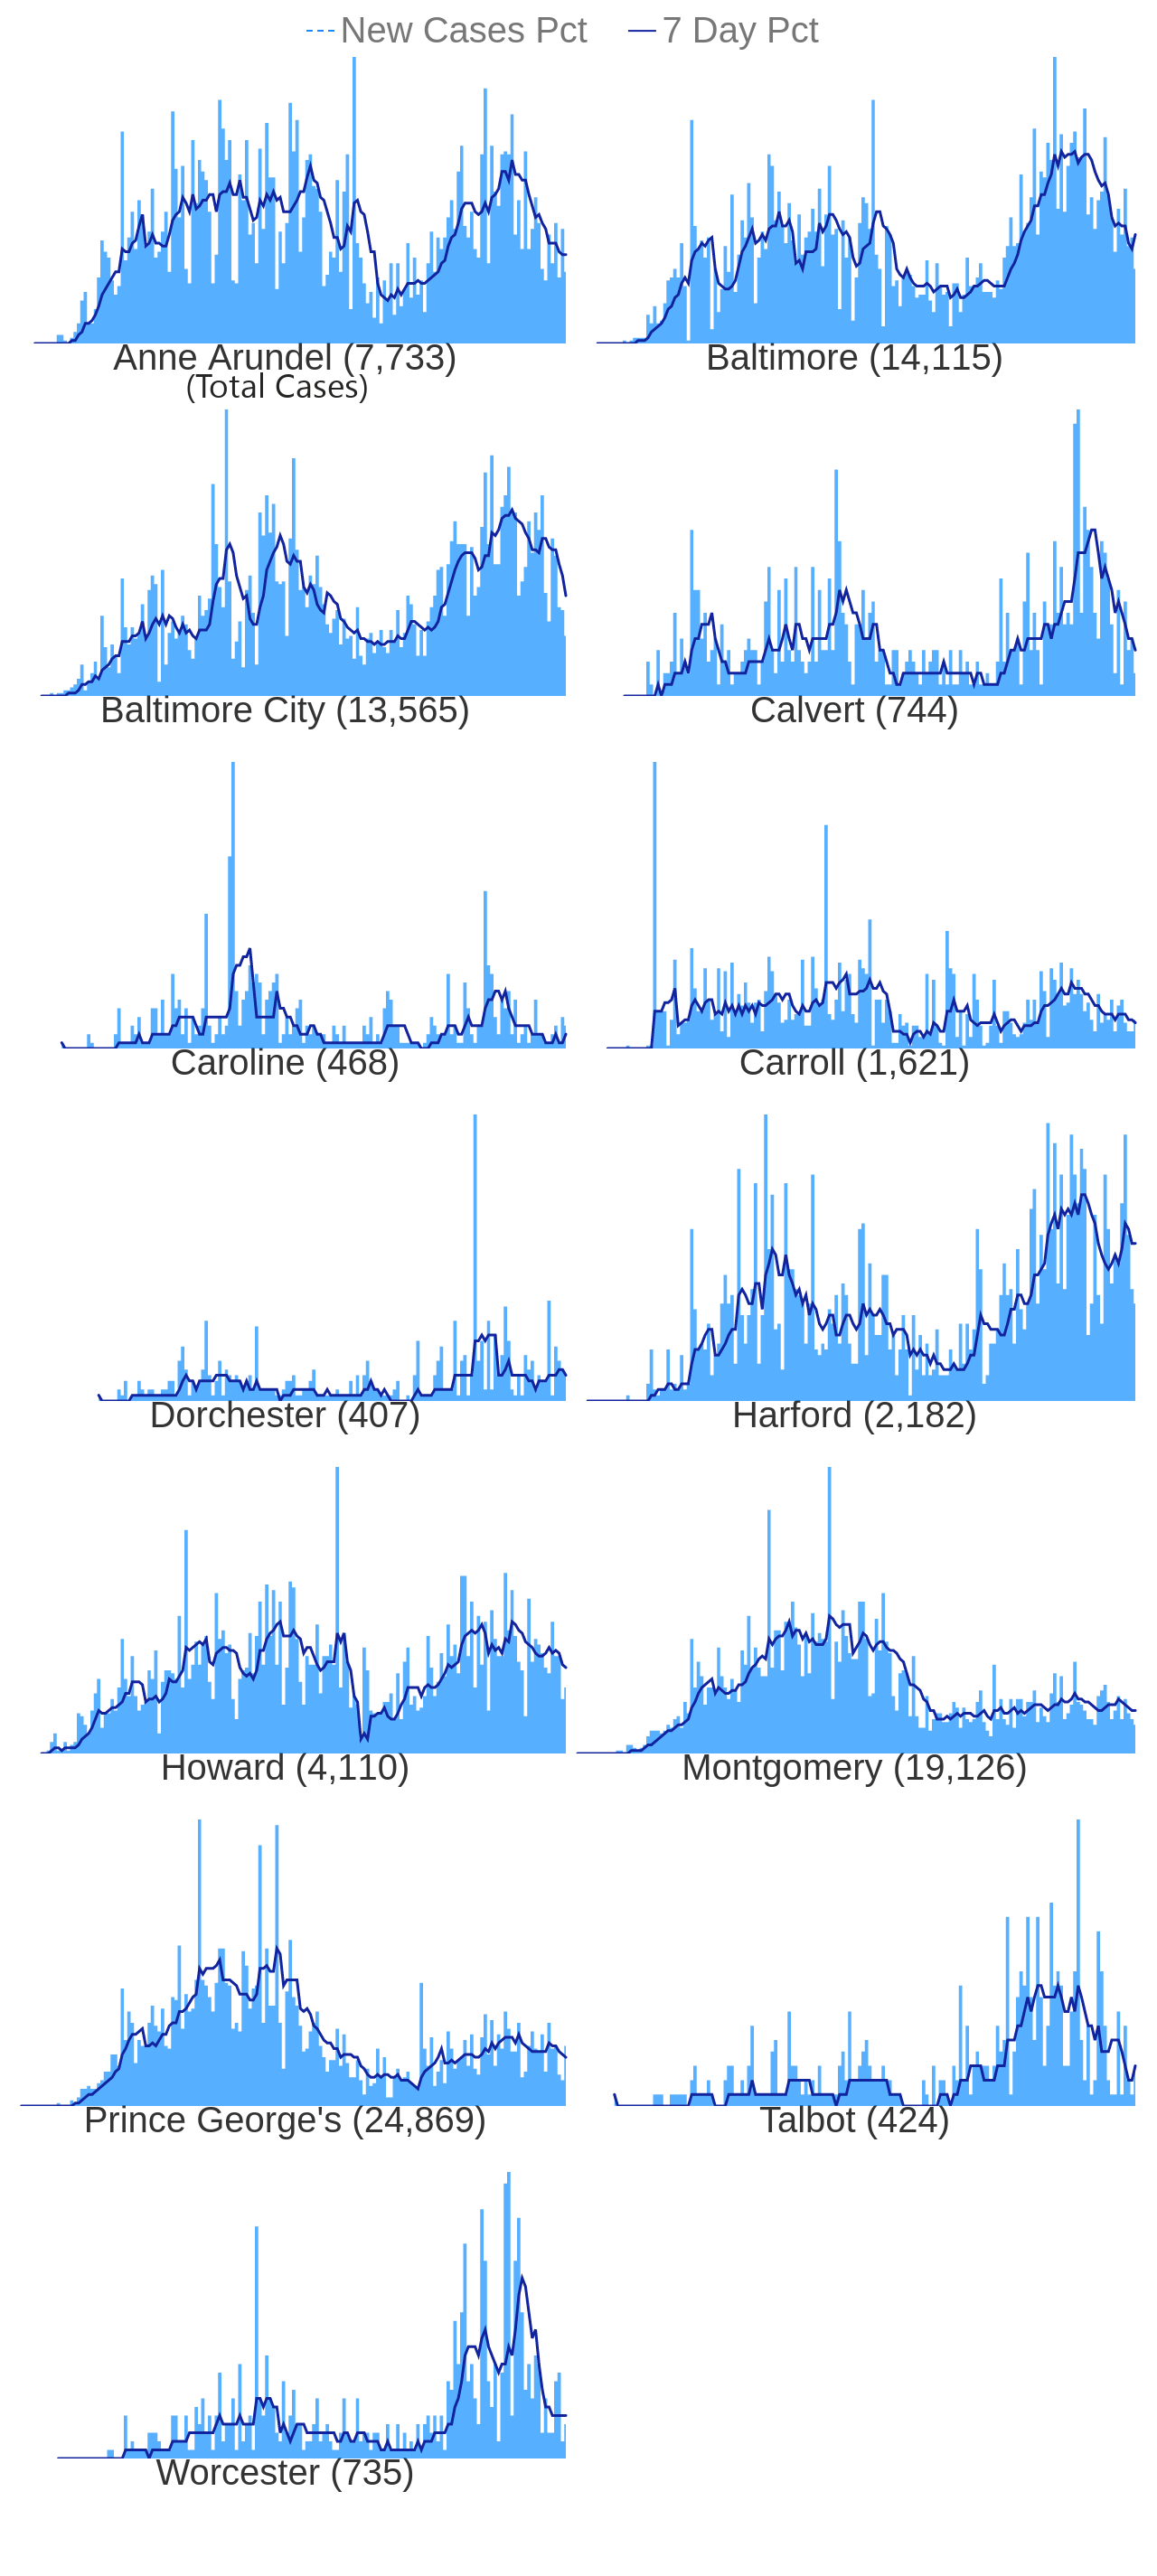 New Cases Pct 7 Day Pct
Anne Arundel (7,733) Baltimore (14,115)
(Total Cases)
Baltimore City (13,565) Calvert (744)
Caroline (468) Carroll (1,621)
Dorchester (407) Harford (2,182)
Howard (4,110) Montgomery (19,126)
Prince George's (24,869) Talbot (424)
Worcester (735)